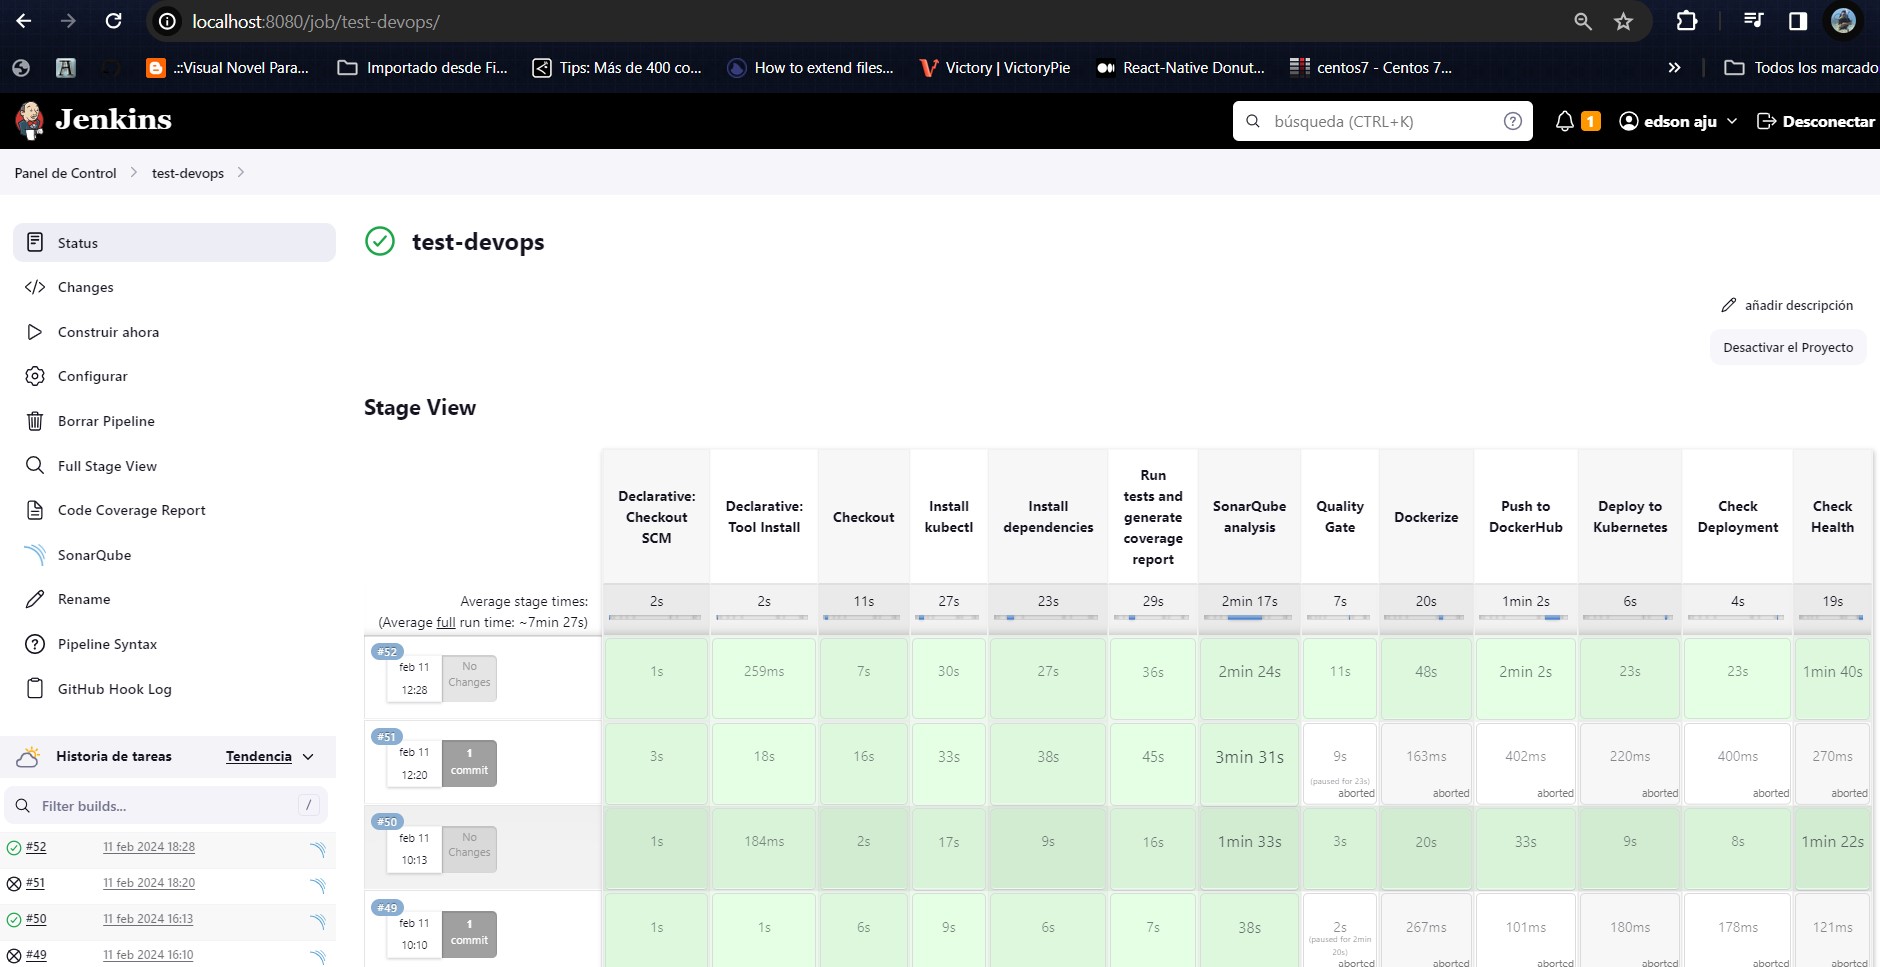 localhost:8080/job/test-devops/
.::Visual Novel Para...
Importado desde Fi...
Tips: Más de 400 co...
How to extend files...
Victory | VictoryPie
React-Native Donut...
centos7 - Centos 7...
»
Todos los marcado
Jenkins
búsqueda (CTRL+K)
?
1
edson aju
Desconectar
Panel de Control
test-devops
Status
Changes
Construir ahora
Configurar
Borrar Pipeline
Full Stage View
Code Coverage Report
SonarQube
Rename
Pipeline Syntax
GitHub Hook Log
Historia de tareas
Tendencia
Filter builds...
/
#52
11 feb 2024 18:28
#51
11 feb 2024 18:20
#50
11 feb 2024 16:13
#49
11 feb 2024 16:10
test-devops
añadir descripción
Desactivar el Proyecto
Stage View
Declarative:
Checkout
SCM
Declarative:
Tool Install
Checkout
Install
kubectl
Install
dependencies
Run
tests and
generate
coverage
report
SonarQube
analysis
Quality
Gate
Dockerize
Push to
DockerHub
Deploy to
Kubernetes
Check
Deployment
Check
Health
Average stage times:
(Average full run time: ~7min 27s)
2s
2s
11s
27s
23s
29s
2min 17s
7s
20s
1min 2s
6s
4s
19s
#52
feb 11
12:28
No
Changes
1s
259ms
7s
30s
27s
36s
2min 24s
11s
48s
2min 2s
23s
23s
1min 40s
#51
feb 11
12:20
1
commit
3s
18s
16s
33s
38s
45s
3min 31s
9s
(paused for 23s)
aborted
163ms
aborted
402ms
aborted
220ms
aborted
400ms
aborted
270ms
aborted
#50
feb 11
10:13
No
Changes
1s
184ms
2s
17s
9s
16s
1min 33s
3s
20s
33s
9s
8s
1min 22s
#49
feb 11
10:10
1
commit
1s
1s
6s
9s
6s
7s
38s
2s
(paused for 2min
20s)
aborted
267ms
aborted
101ms
aborted
180ms
aborted
178ms
aborted
121ms
aborted